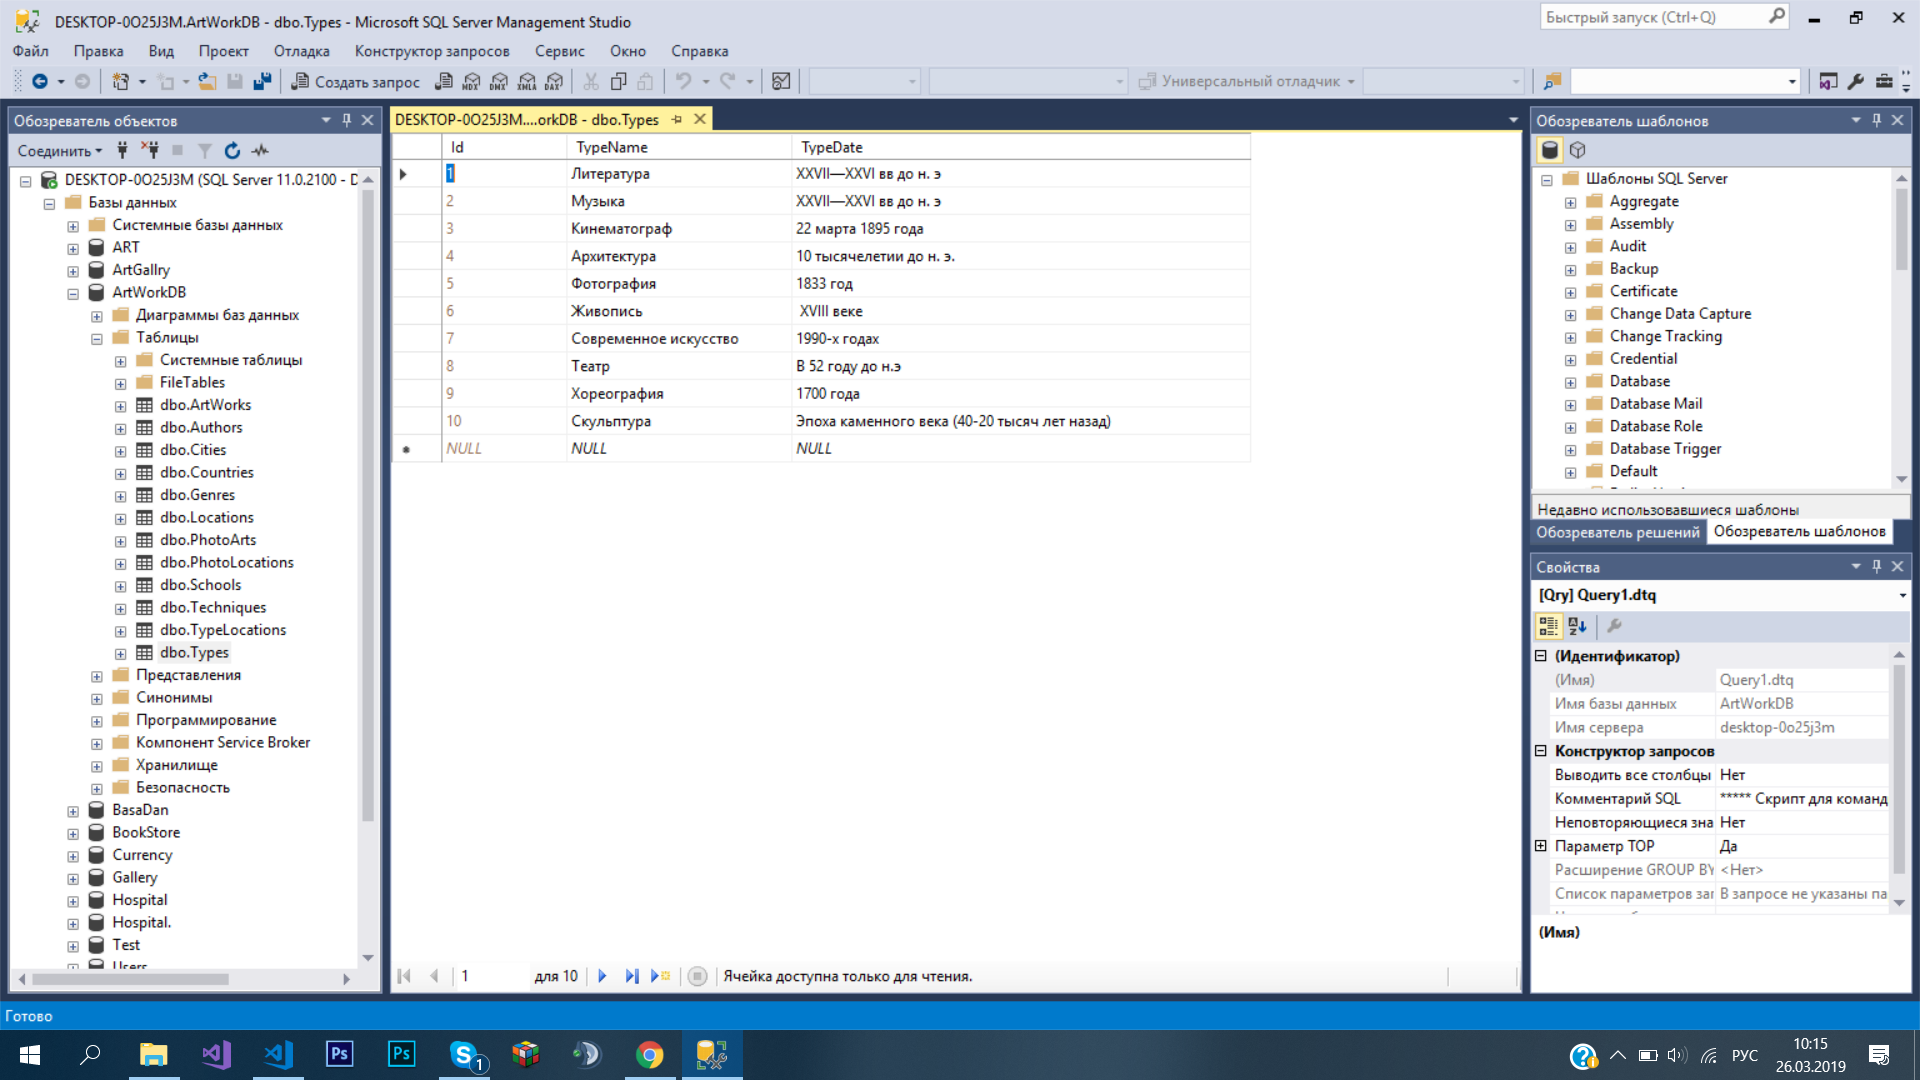 DESKTOP-0O25J3M.ArtWorkDB - dbo.Types - Microsoft SQL Server Management Studio
Быстрый запуск (Ctrl+Q)
Файл Правка Вид Проект Отладка Конструктор запросов Сервис Окно Справка
Создать запрос MDX DMX XMLA DAX Универсальный отладчик
Обозреватель объектов
Соединить
DESKTOP-0O25J3M (SQL Server 11.0.2100 - D
Базы данных
Системные базы данных
ART
ArtGallry
ArtWorkDB
Диаграммы баз данных
Таблицы
Системные таблицы
FileTables
dbo.ArtWorks
dbo.Authors
dbo.Cities
dbo.Countries
dbo.Genres
dbo.Locations
dbo.PhotoArts
dbo.PhotoLocations
dbo.Schools
dbo.Techniques
dbo.TypeLocations
dbo.Types
Представления
Синонимы
Программирование
Компонент Service Broker
Хранилище
Безопасность
BasaDan
BookStore
Currency
Gallery
Hospital
Hospital.
Test
Users
DESKTOP-0O25J3M....orkDB - dbo.Types
Id TypeName TypeDate
1 Литература XXVII—XXVI вв до н. э
2 Музыка XXVII—XXVI вв до н. э
3 Кинематограф 22 марта 1895 года
4 Архитектура 10 тысячелетии до н. э.
5 Фотография 1833 год
6 Живопись XVIII веке
7 Современное искусство 1990-х годах
8 Театр В 52 году до н.э
9 Хореография 1700 года
10 Скульптура Эпоха каменного века (40-20 тысяч лет назад)
NULL NULL NULL
1 для 10 Ячейка доступна только для чтения.
Обозреватель шаблонов
Шаблоны SQL Server
Aggregate
Assembly
Audit
Backup
Certificate
Change Data Capture
Change Tracking
Credential
Database
Database Mail
Database Role
Database Trigger
Default
Недавно использовавшиеся шаблоны
Обозреватель решений Обозреватель шаблонов
Свойства
[Qry] Query1.dtq
(Идентификатор)
(Имя) Query1.dtq
Имя базы данных ArtWorkDB
Имя сервера desktop-0o25j3m
Конструктор запросов
Выводить все столбцы Нет
Комментарий SQL ***** Скрипт для команд
Неповторяющиеся зна Нет
Параметр TOP Да
Расширение GROUP BY <Нет>
Список параметров заг В запросе не указаны па
(Имя)
Готово
Ps Ps 1
РУС
10:15
26.03.2019